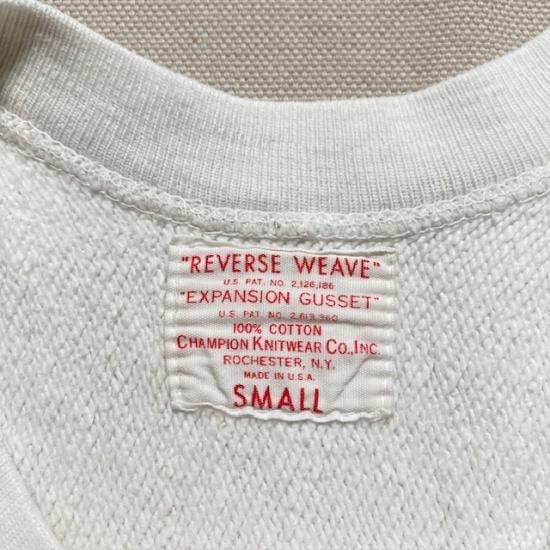 "REVERSE WEAVE"
U.S. PAT. NO. 2,126,186
"EXPANSION GUSSET"
U.S. PAT. NO. 2,613,360
100% COTTON
CHAMPION KNITWEAR CO., INC.
ROCHESTER, N.Y.
MADE IN U.S.A.
SMALL